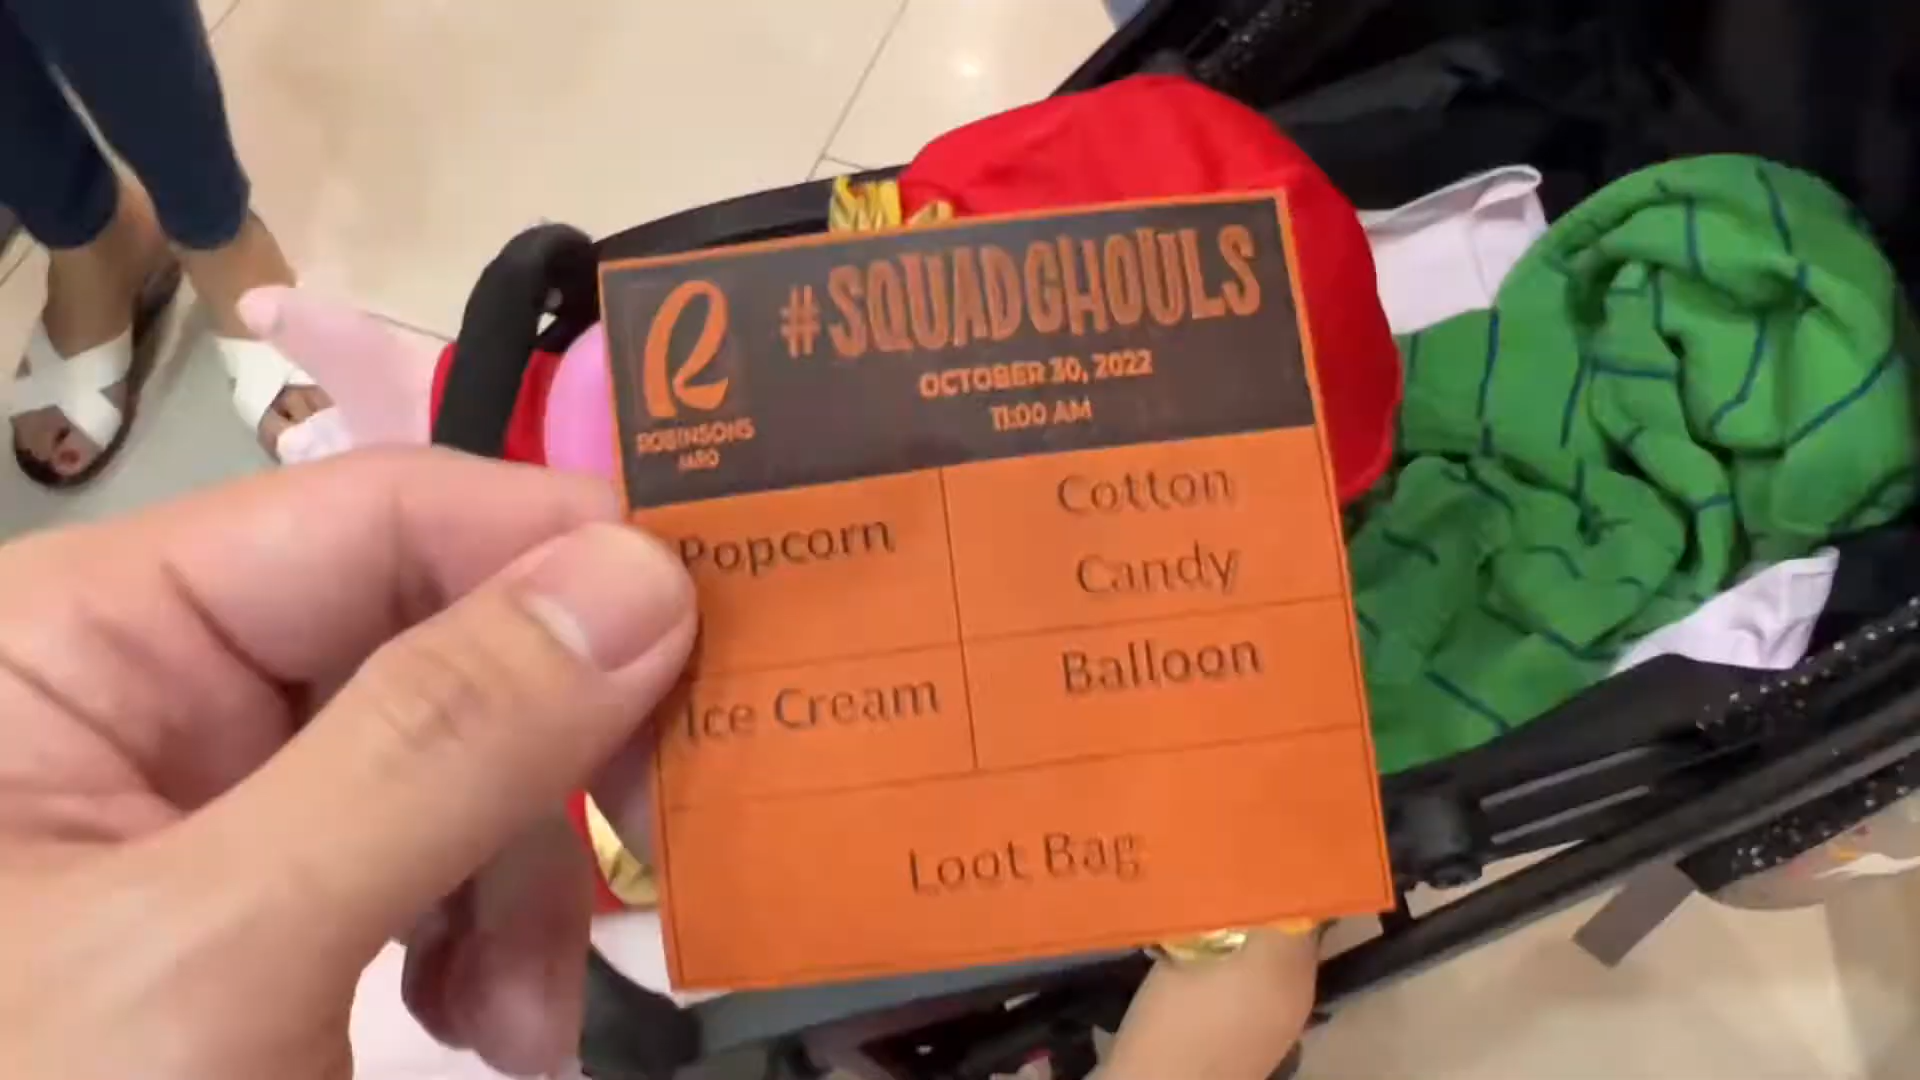 #SQUADGHOULS
OCTOBER 30, 2022
11:00 AM
R
ROBINSONS
JARO
Popcorn
Cotton
Candy
Ice Cream
Balloon
Loot Bag